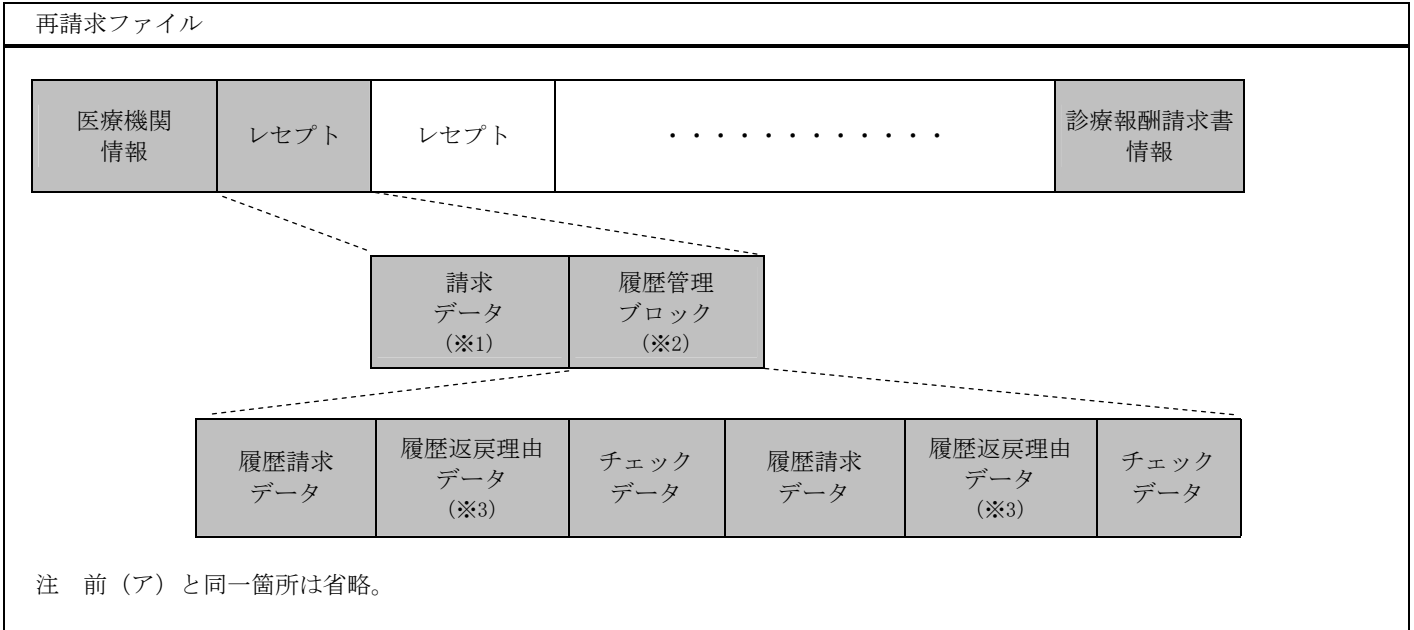 再請求ファイル
医療機関
情報
レセプト
レセプト
・・・・・・・・・・・・
診療報酬請求書
情報
請求
データ
(※1)
履歴管理
ブロック
(※2)
履歴請求
データ
履歴返戻理由
データ
(※3)
チェック
データ
履歴請求
データ
履歴返戻理由
データ
(※3)
チェック
データ
注　前（ア）と同一箇所は省略。